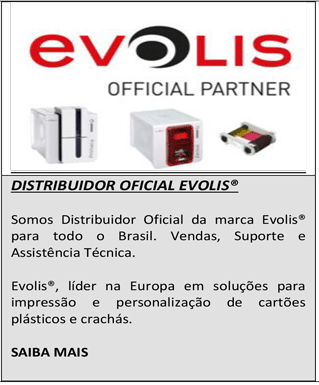 evolis
OFFICIAL PARTNER
DISTRIBUIDOR OFICIAL EVOLIS®
Somos Distribuidor Oficial da marca Evolis®
para todo o Brasil. Vendas, Suporte e
Assistência Técnica.
Evolis®, líder na Europa em soluções para
impressão e personalização de cartões
plásticos e crachás.
SAIBA MAIS